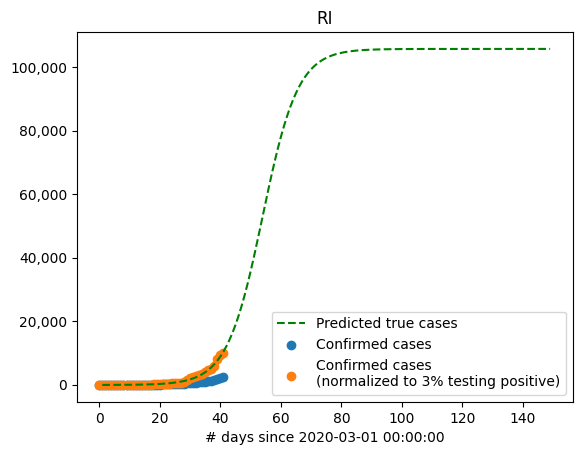 RI
100,000
80,000
60,000
40,000
20,000
0
Predicted true cases
Confirmed cases
Confirmed cases
(normalized to 3% testing positive)
0 20 40 60 80 100 120 140
# days since 2020-03-01 00:00:00